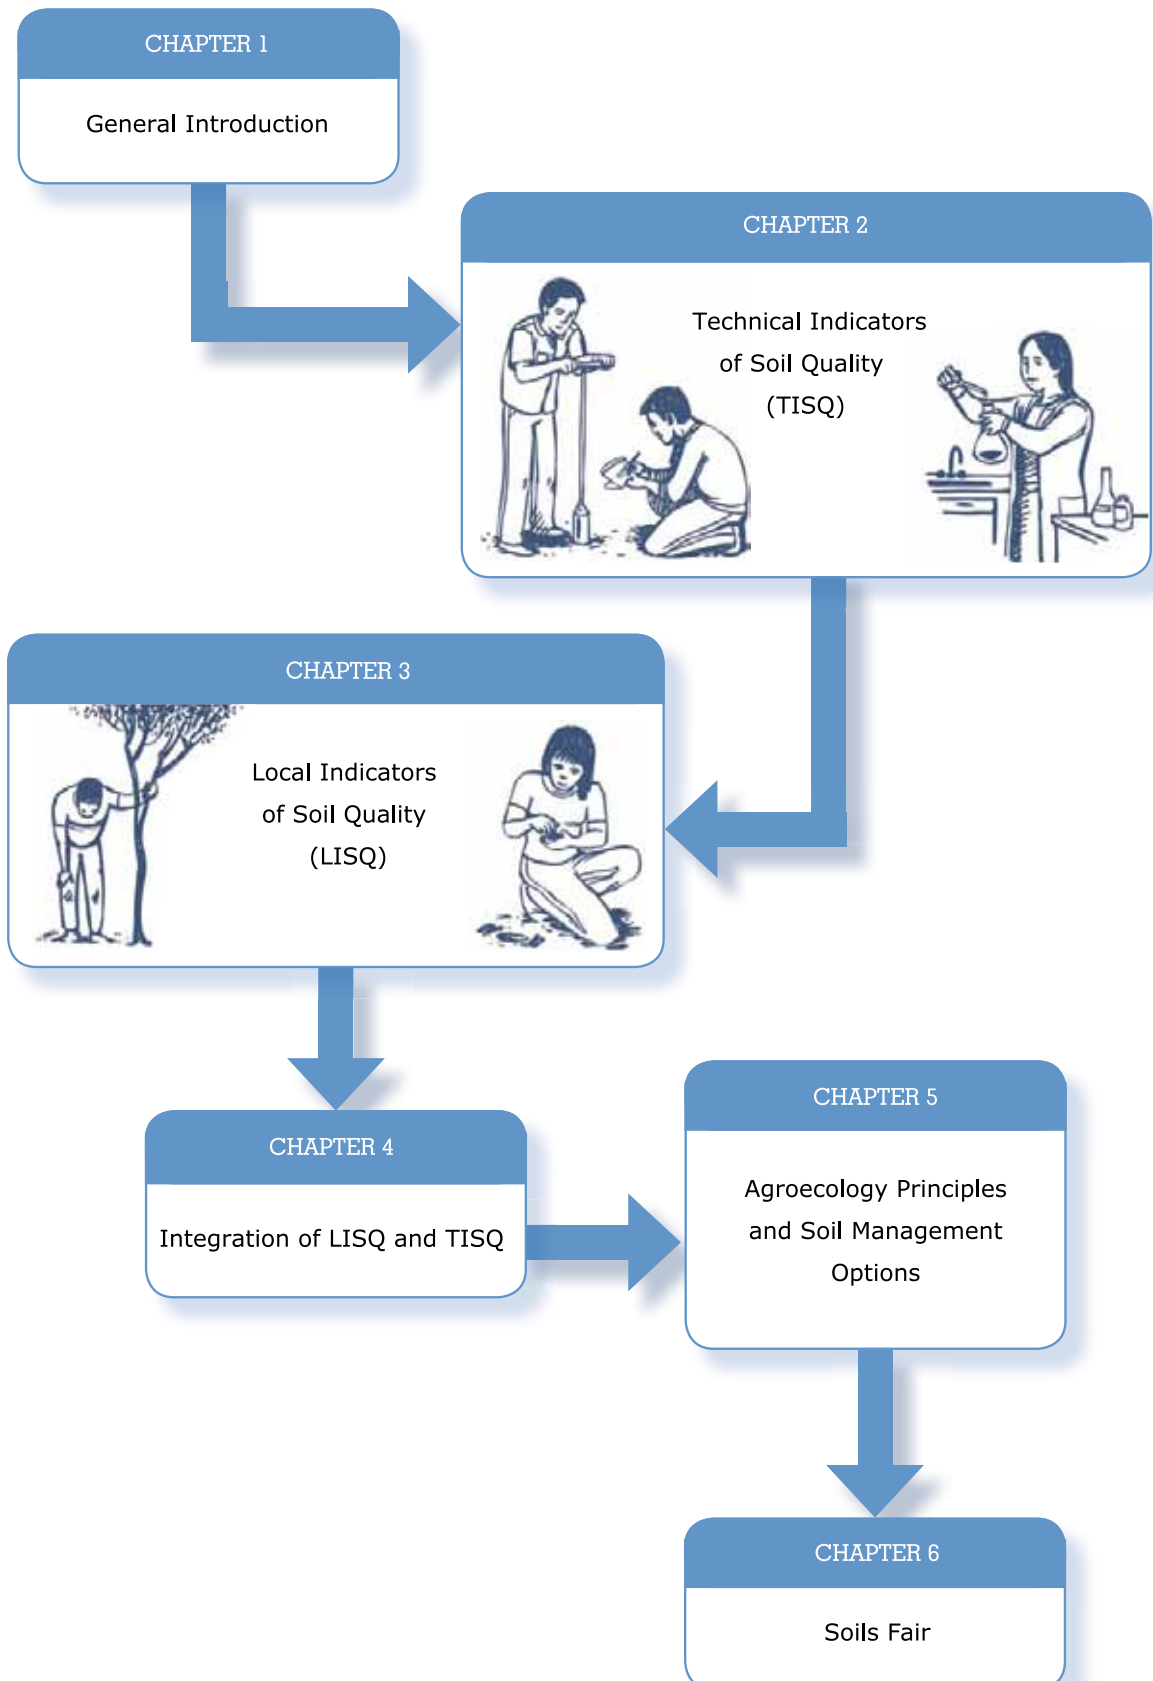 CHAPTER 1
General Introduction
CHAPTER 2
Technical Indicators
of Soil Quality
(TISQ)
CHAPTER 3
Local Indicators
of Soil Quality
(LISQ)
CHAPTER 4
Integration of LISQ and TISQ
CHAPTER 5
Agroecology Principles
and Soil Management
Options
CHAPTER 6
Soils Fair